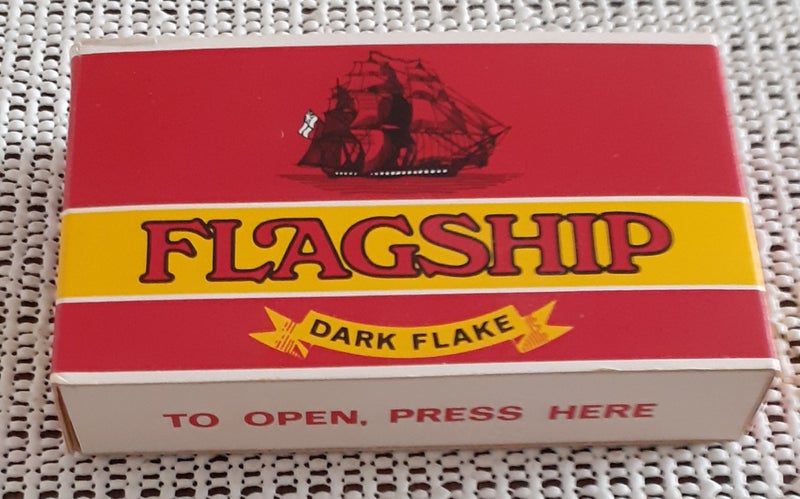 FLAGSHIP
DARK FLAKE
TO OPEN, PRESS HERE